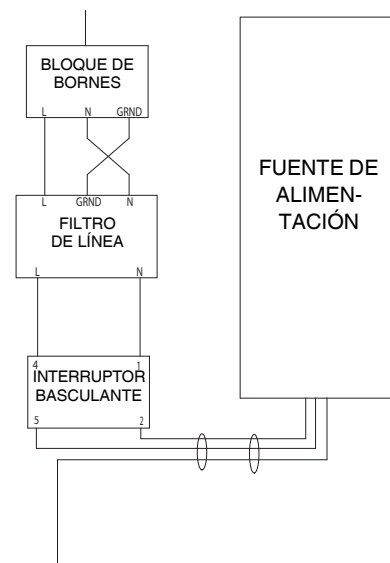 BLOQUE DE
BORNES
L N GRND
L GRND N
FILTRO
DE LÍNEA
L N
4 1
INTERRUPTOR
BASCULANTE
5 2
FUENTE DE
ALIMEN-
TACIÓN